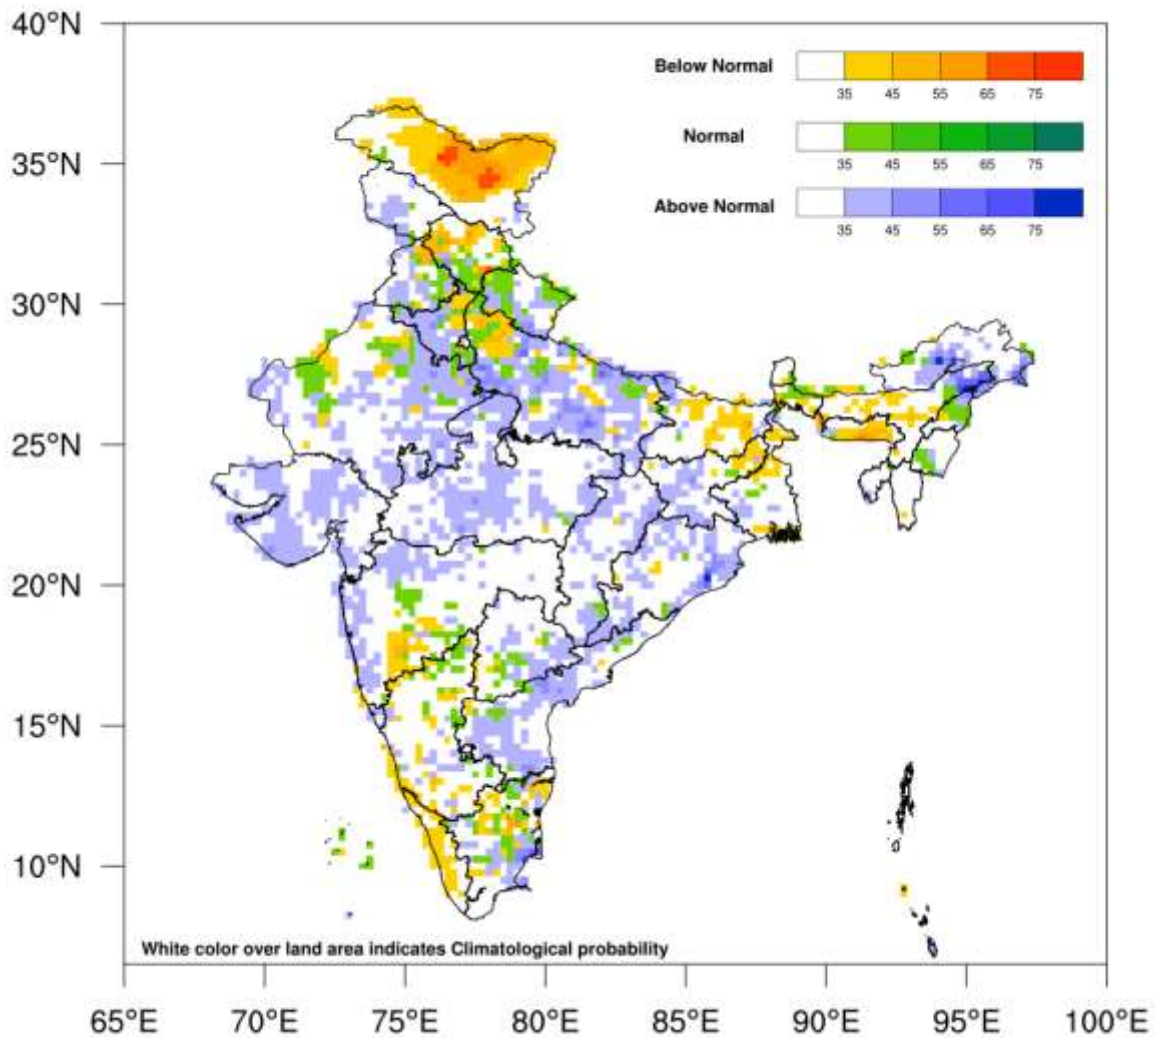 40°N
Below Normal
35 45 55 65 75
Normal
35 45 55 65 75
35°N
Above Normal
35 45 55 65 75
30°N
25°N
20°N
15°N
10°N
White color over land area indicates Climatological probability
65°E 70°E 75°E 80°E 85°E 90°E 95°E 100°E